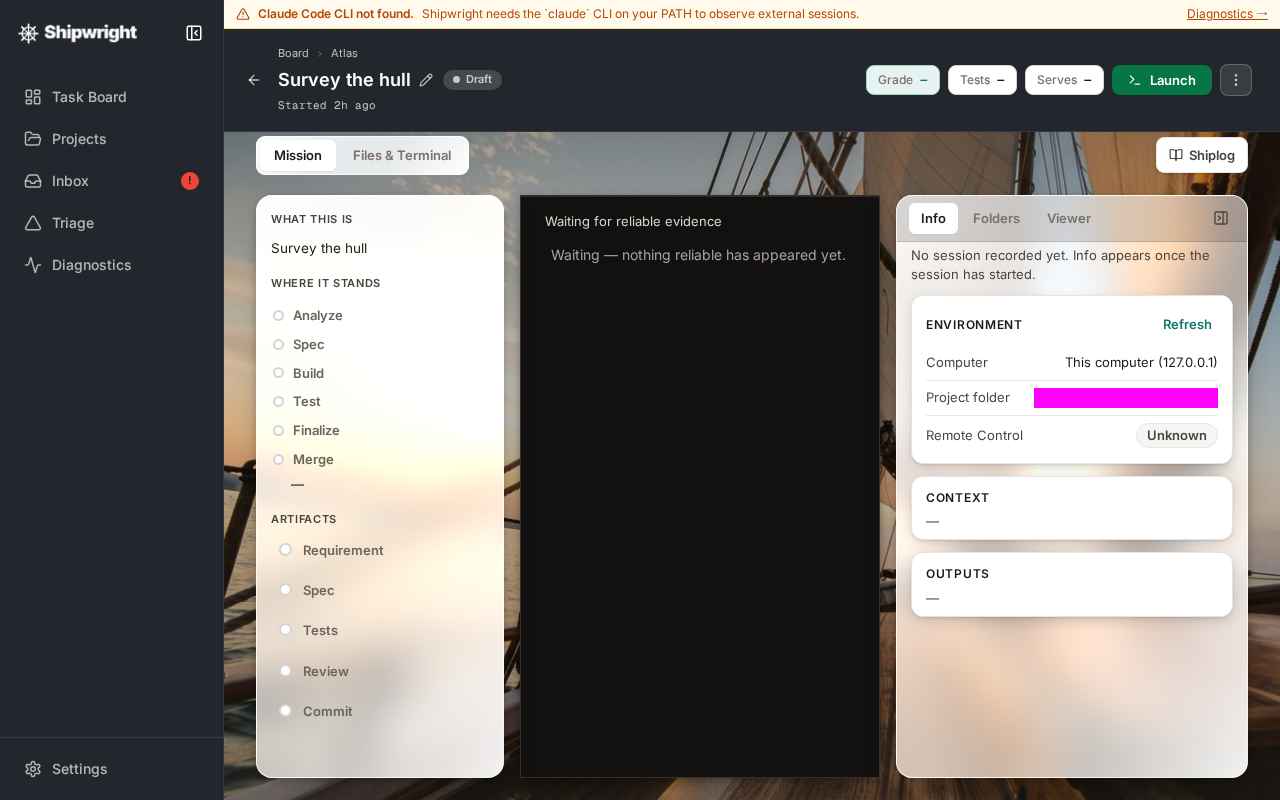 Claude Code CLI not found. Shipwright needs the `claude` CLI on your PATH to observe external sessions. Diagnostics →
Shipwright
Task Board
Projects
Inbox !
Triage
Diagnostics
Settings
Board › Atlas
Survey the hull Draft
Started 2h ago
Grade –
Tests –
Serves –
Launch
Mission Files & Terminal
Shiplog
WHAT THIS IS
Survey the hull
WHERE IT STANDS
Analyze
Spec
Build
Test
Finalize
Merge
—
ARTIFACTS
Requirement
Spec
Tests
Review
Commit
Waiting for reliable evidence
Waiting — nothing reliable has appeared yet.
Info Folders Viewer
No session recorded yet. Info appears once the
session has started.
ENVIRONMENT Refresh
Computer This computer (127.0.0.1)
Project folder
Remote Control Unknown
CONTEXT
—
OUTPUTS
—